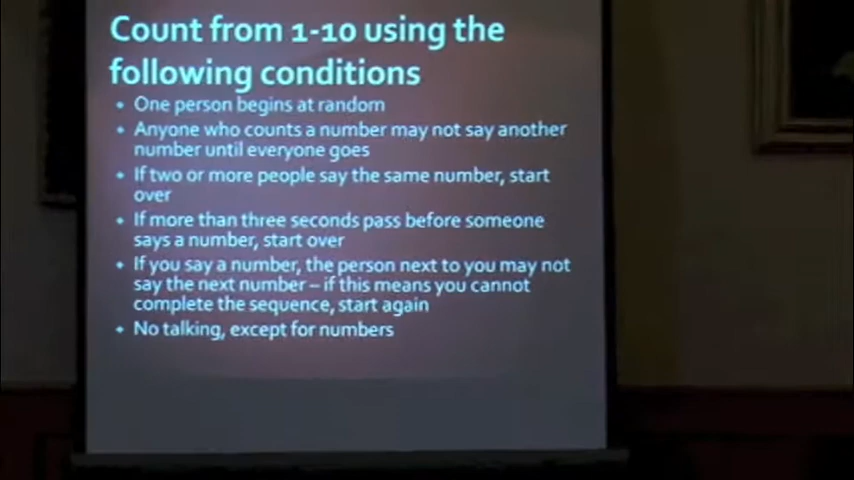 Count from 1-10 using the
following conditions
• One person begins at random
• Anyone who counts a number may not say another
number until everyone goes
• If two or more people say the same number, start
over
• If more than three seconds pass before someone
says a number, start over
• If you say a number, the person next to you may not
say the next number – if this means you cannot
complete the sequence, start again
• No talking, except for numbers